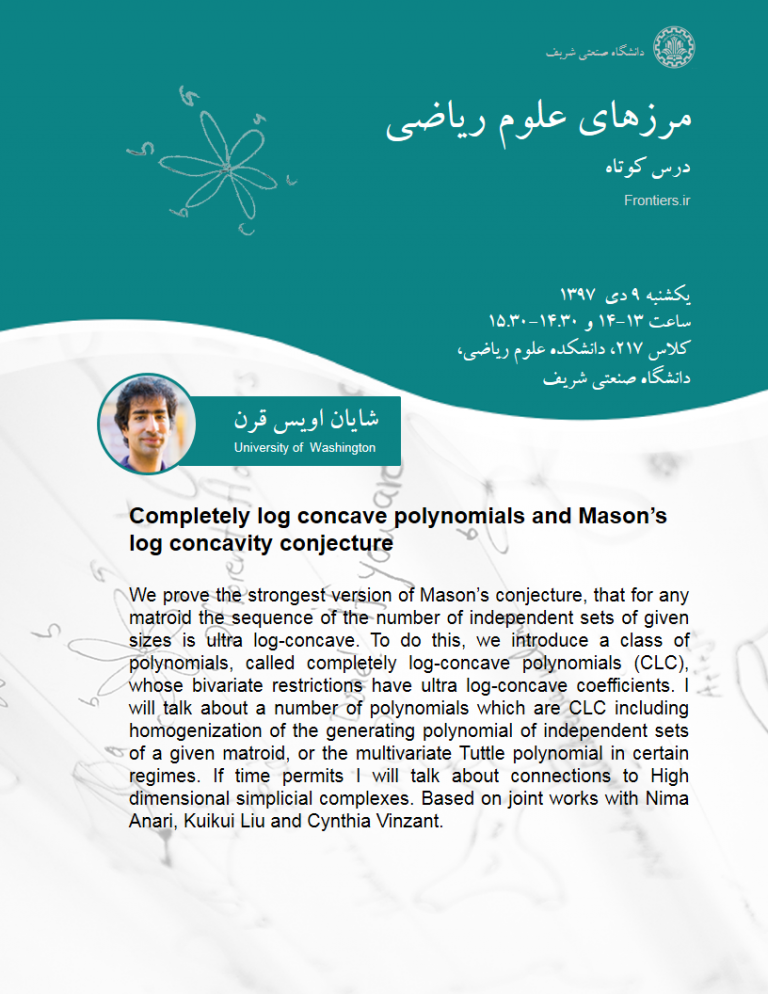 دانشگاه صنعتی شریف
مرزهای علوم ریاضی
درس کوتاه
Frontiers.ir
یکشنبه ۹ دی ۱۳۹۷
ساعت ۱۳-۱۴ و ۱۴.۳۰-۱۵.۳۰
کلاس ۲۱۷، دانشکده علوم ریاضی،
دانشگاه صنعتی شریف
شایان اویس قرن
University of Washington
Completely log concave polynomials and Mason’s
log concavity conjecture
We prove the strongest version of Mason’s conjecture, that for any
matroid the sequence of the number of independent sets of given
sizes is ultra log-concave. To do this, we introduce a class of
polynomials, called completely log-concave polynomials (CLC),
whose bivariate restrictions have ultra log-concave coefficients. I
will talk about a number of polynomials which are CLC including
homogenization of the generating polynomial of independent sets
of a given matroid, or the multivariate Tuttle polynomial in certain
regimes. If time permits I will talk about connections to High
dimensional simplicial complexes. Based on joint works with Nima
Anari, Kuikui Liu and Cynthia Vinzant.